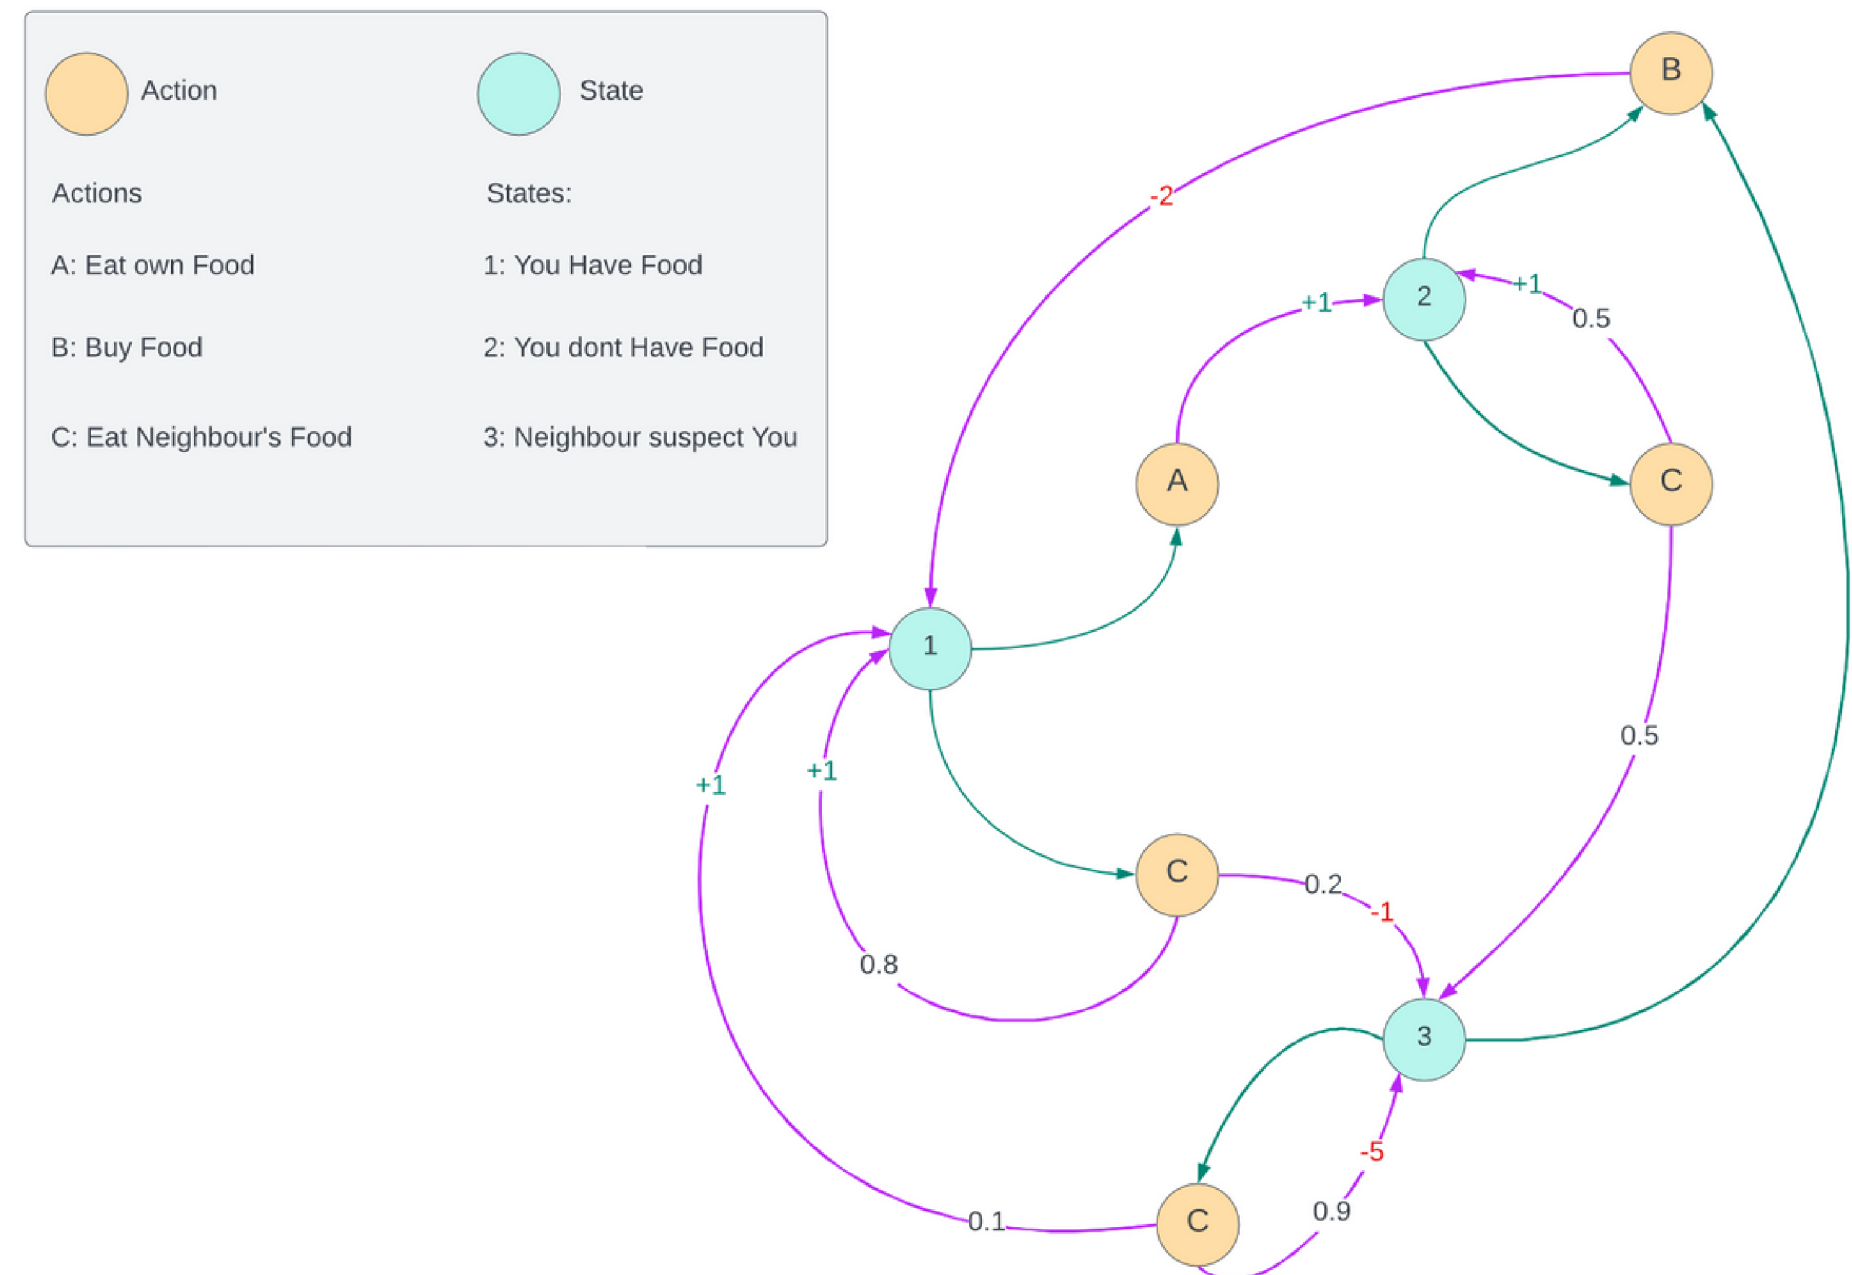 Action
State
Actions
States:
A: Eat own Food
1: You Have Food
B: Buy Food
2: You dont Have Food
C: Eat Neighbour's Food
3: Neighbour suspect You
B
-2
2
+1
+1
0.5
A
C
1
0.5
+1
+1
C
0.2
-1
0.8
3
-5
0.9
0.1
C